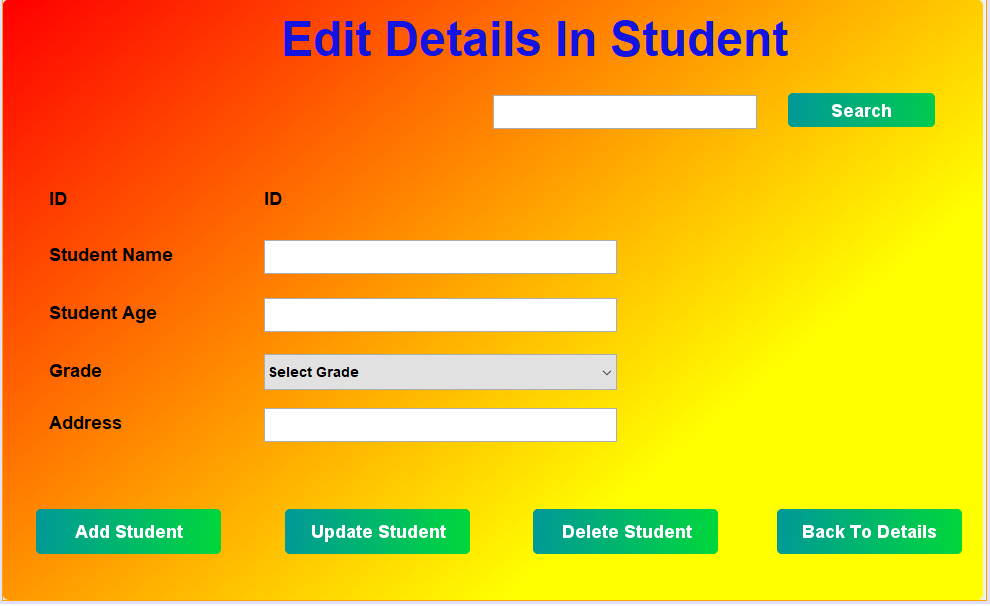 Edit Details In Student
Search
ID ID
Student Name
Student Age
Grade Select Grade
Address
Add Student Update Student Delete Student Back To Details